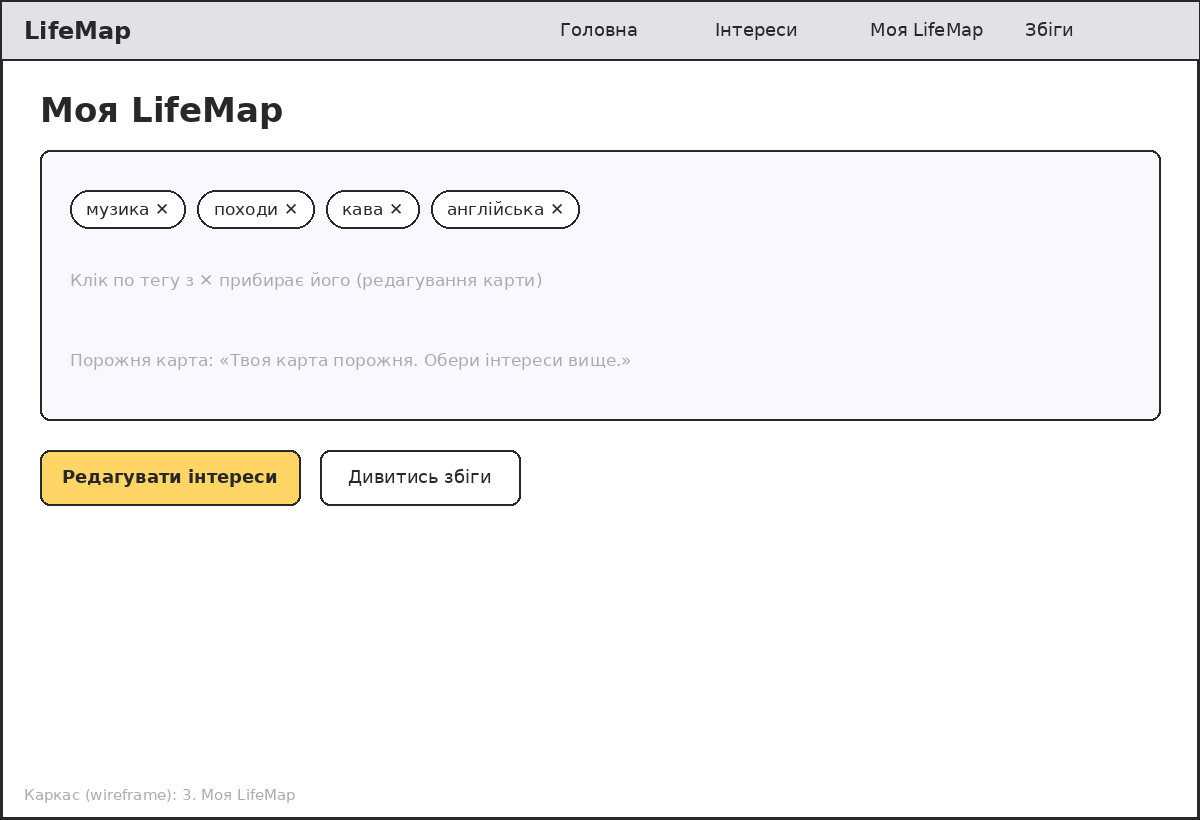 LifeMap Головна Інтереси Моя LifeMap Збіги
Моя LifeMap
музика ✕ походи ✕ кава ✕ англійська ✕
Клік по тегу з ✕ прибирає його (редагування карти)
Порожня карта: «Твоя карта порожня. Обери інтереси вище.»
Редагувати інтереси Дивитись збіги
Каркас (wireframe): 3. Моя LifeMap